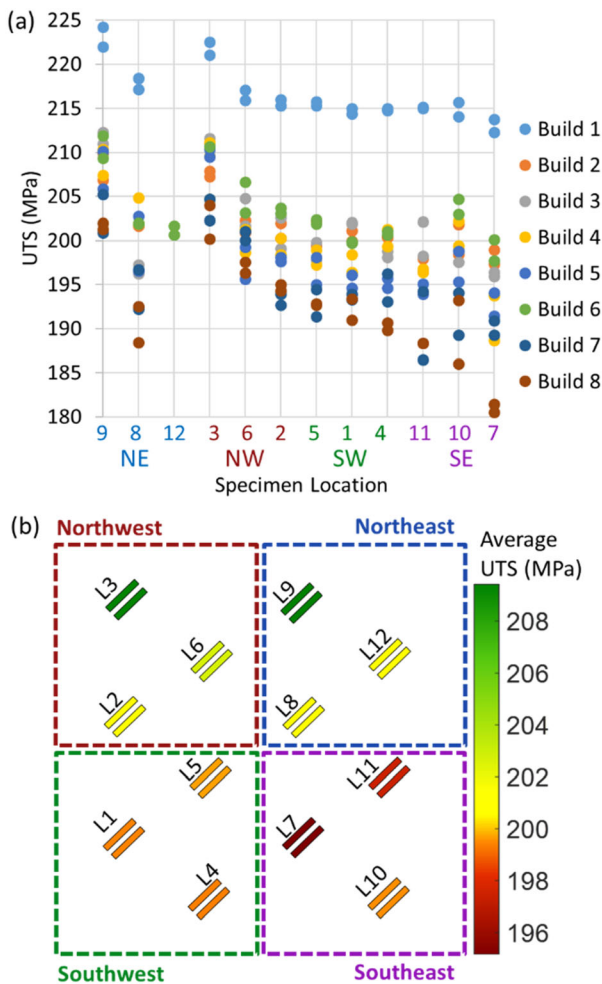 (a)
225
220
215
210
205
200
195
190
185
180
UTS (MPa)
9 8 12 3 6 2 5 1 4 11 10 7
NE NW SW SE
Specimen Location
Build 1
Build 2
Build 3
Build 4
Build 5
Build 6
Build 7
Build 8
(b)
Northwest Northeast
L3 L9
L6 L12
L2 L8
L5 L11
L1 L7
L4 L10
Southwest Southeast
Average
UTS (MPa)
208
206
204
202
200
198
196